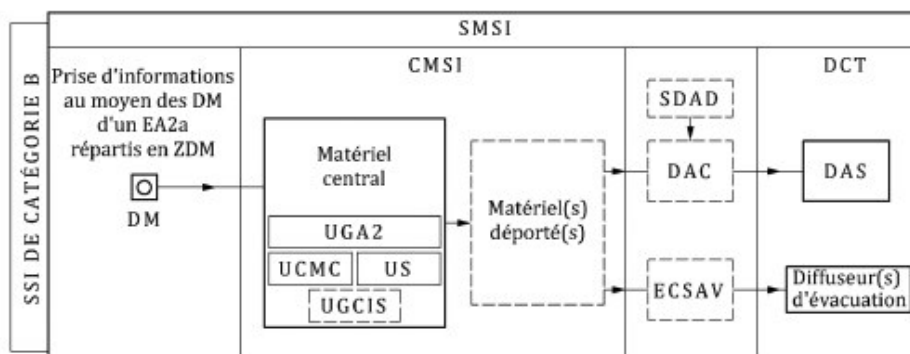 SSI DE CATÉGORIE B
SMSI
Prise d'informations
au moyen des DM
d'un EA2a
répartis en ZDM
DM
CMSI
Matériel
central
UGA2
UCMC
US
UGCIS
Matériel(s)
déporté(s)
SDAD
DAC
ECSAV
DCT
DAS
Diffuseur(s)
d'évacuation